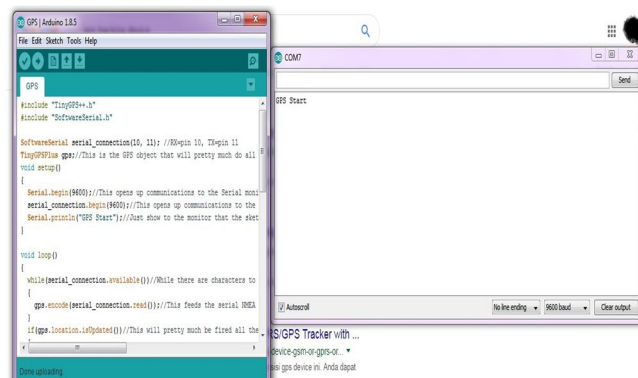 GPS | Arduino 1.8.5
File Edit Sketch Tools Help
GPS
#include "TinyGPS++.h"
#include "SoftwareSerial.h"
SoftwareSerial serial_connection(10, 11); //RX=pin 10, TX=pin 11
TinyGPSPlus gps;//This is the GPS object that will pretty much do all
void setup()
{
Serial.begin(9600);//This opens up communications to the Serial moni
serial_connection.begin(9600);//This opens up communications to the
Serial.println("GPS Start");//Just show to the monitor that the sket
}
void loop()
{
while(serial_connection.available())//While there are characters to
{
gps.encode(serial_connection.read());//This feeds the serial NMEA
}
if(gps.location.isUpdated())//This will pretty much be fired all the
Done uploading.
COM7
Send
GPS Start
Autoscroll
No line ending
9600 baud
Clear output
RS/GPS Tracker with ...
device-gsm-or-gprs-or...
gps device ini. Anda dapat